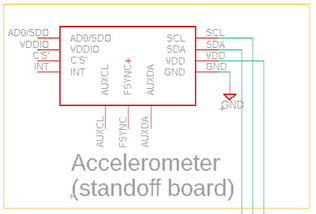 AD0/SDO
VDDIO
C'S'
INT
AD0/SDO
VDDIO
C'S'
INT
AUXCL
FSYNC
AUXDA
SCL
SDA
VDD
GND
SCL
SDA
VDD
GND
GND
AUXCL
FSYNC
AUXDA
Accelerometer
(standoff board)